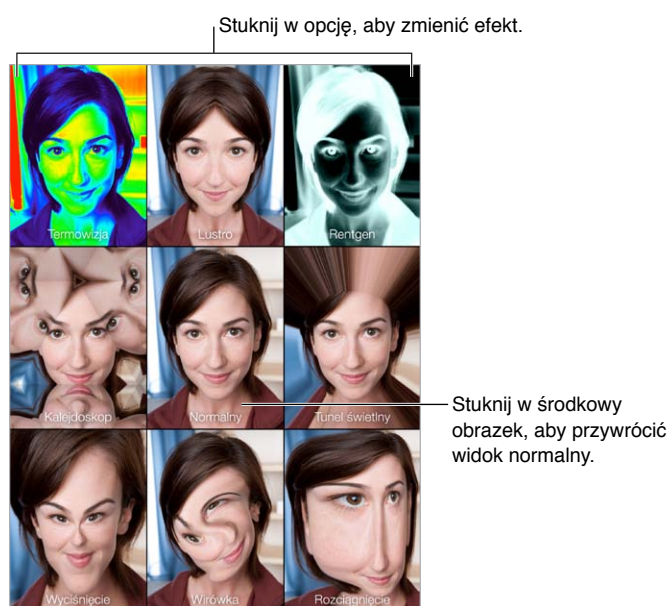 Stuknij w opcję, aby zmienić efekt.
Termowizja
Lustro
Rentgen
Kalejdoskop
Normalny
Tunel świetlny
Stuknij w środkowy
obrazek, aby przywrócić
widok normalny.
Wyciśnięcie
Wirówka
Rozciągnięcie